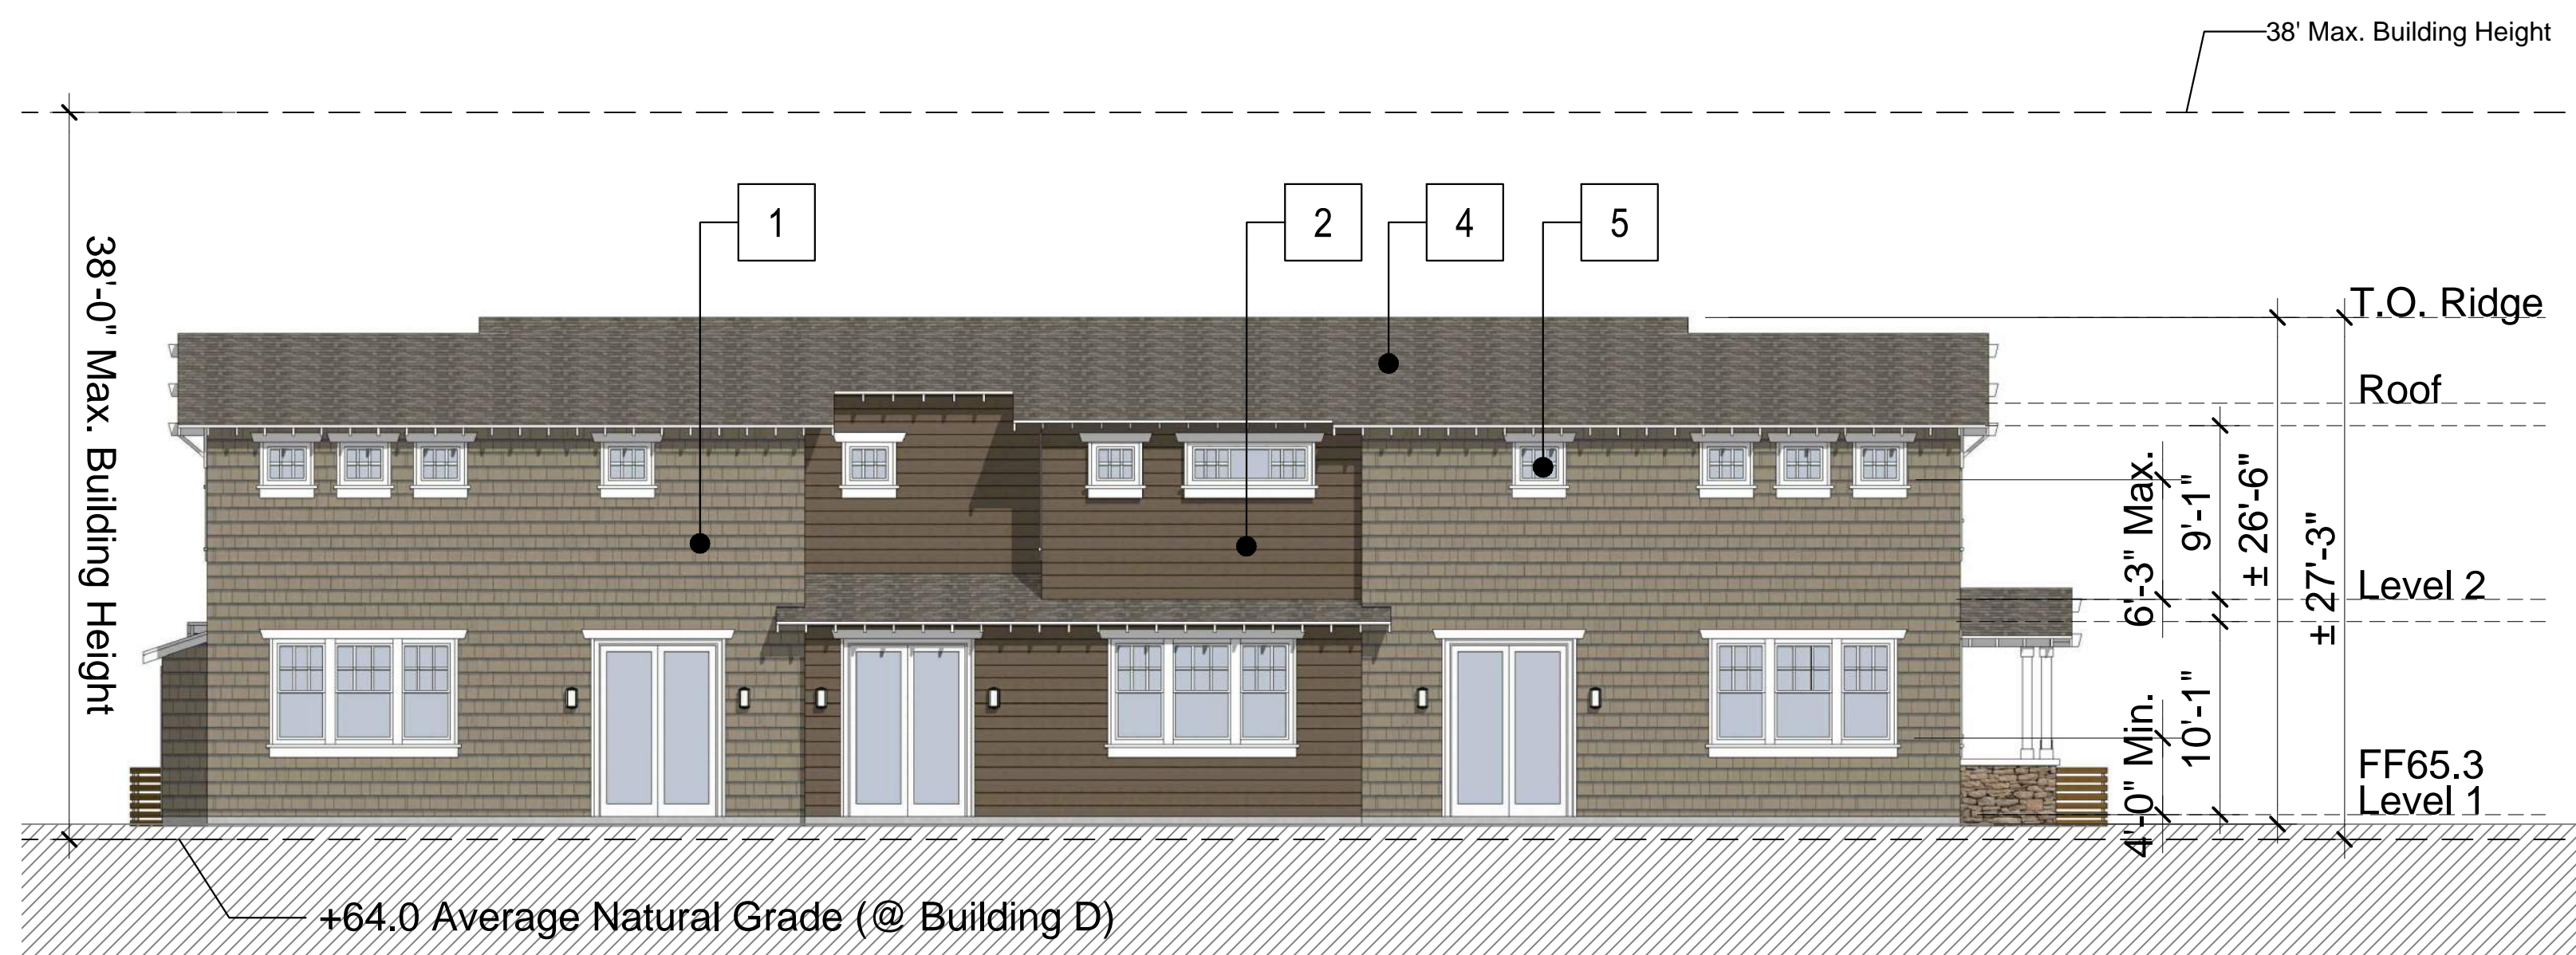 38' Max. Building Height
1
2
4
5
38'-0" Max. Building Height
T.O. Ridge
Roof
6'-3" Max.
9'-1"
± 26'-6"
± 27'-3"
Level 2
4'-0" Min.
10'-1"
FF65.3
Level 1
+64.0 Average Natural Grade (@ Building D)